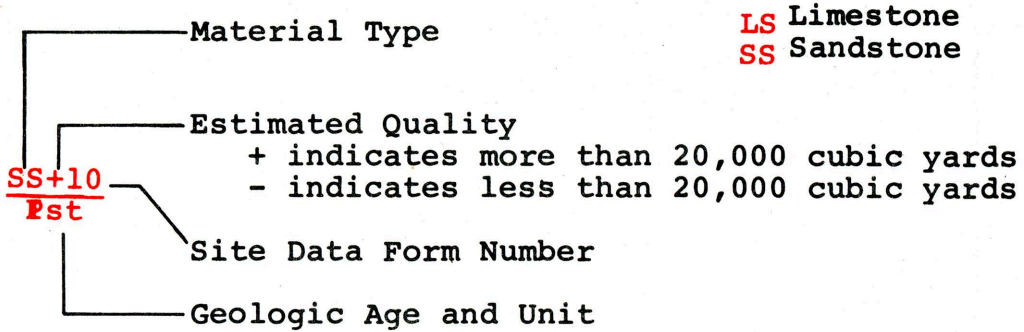 Material Type
LS Limestone
SS Sandstone
Estimated Quality
+ indicates more than 20,000 cubic yards
- indicates less than 20,000 cubic yards
SS+10
Pst
Site Data Form Number
Geologic Age and Unit